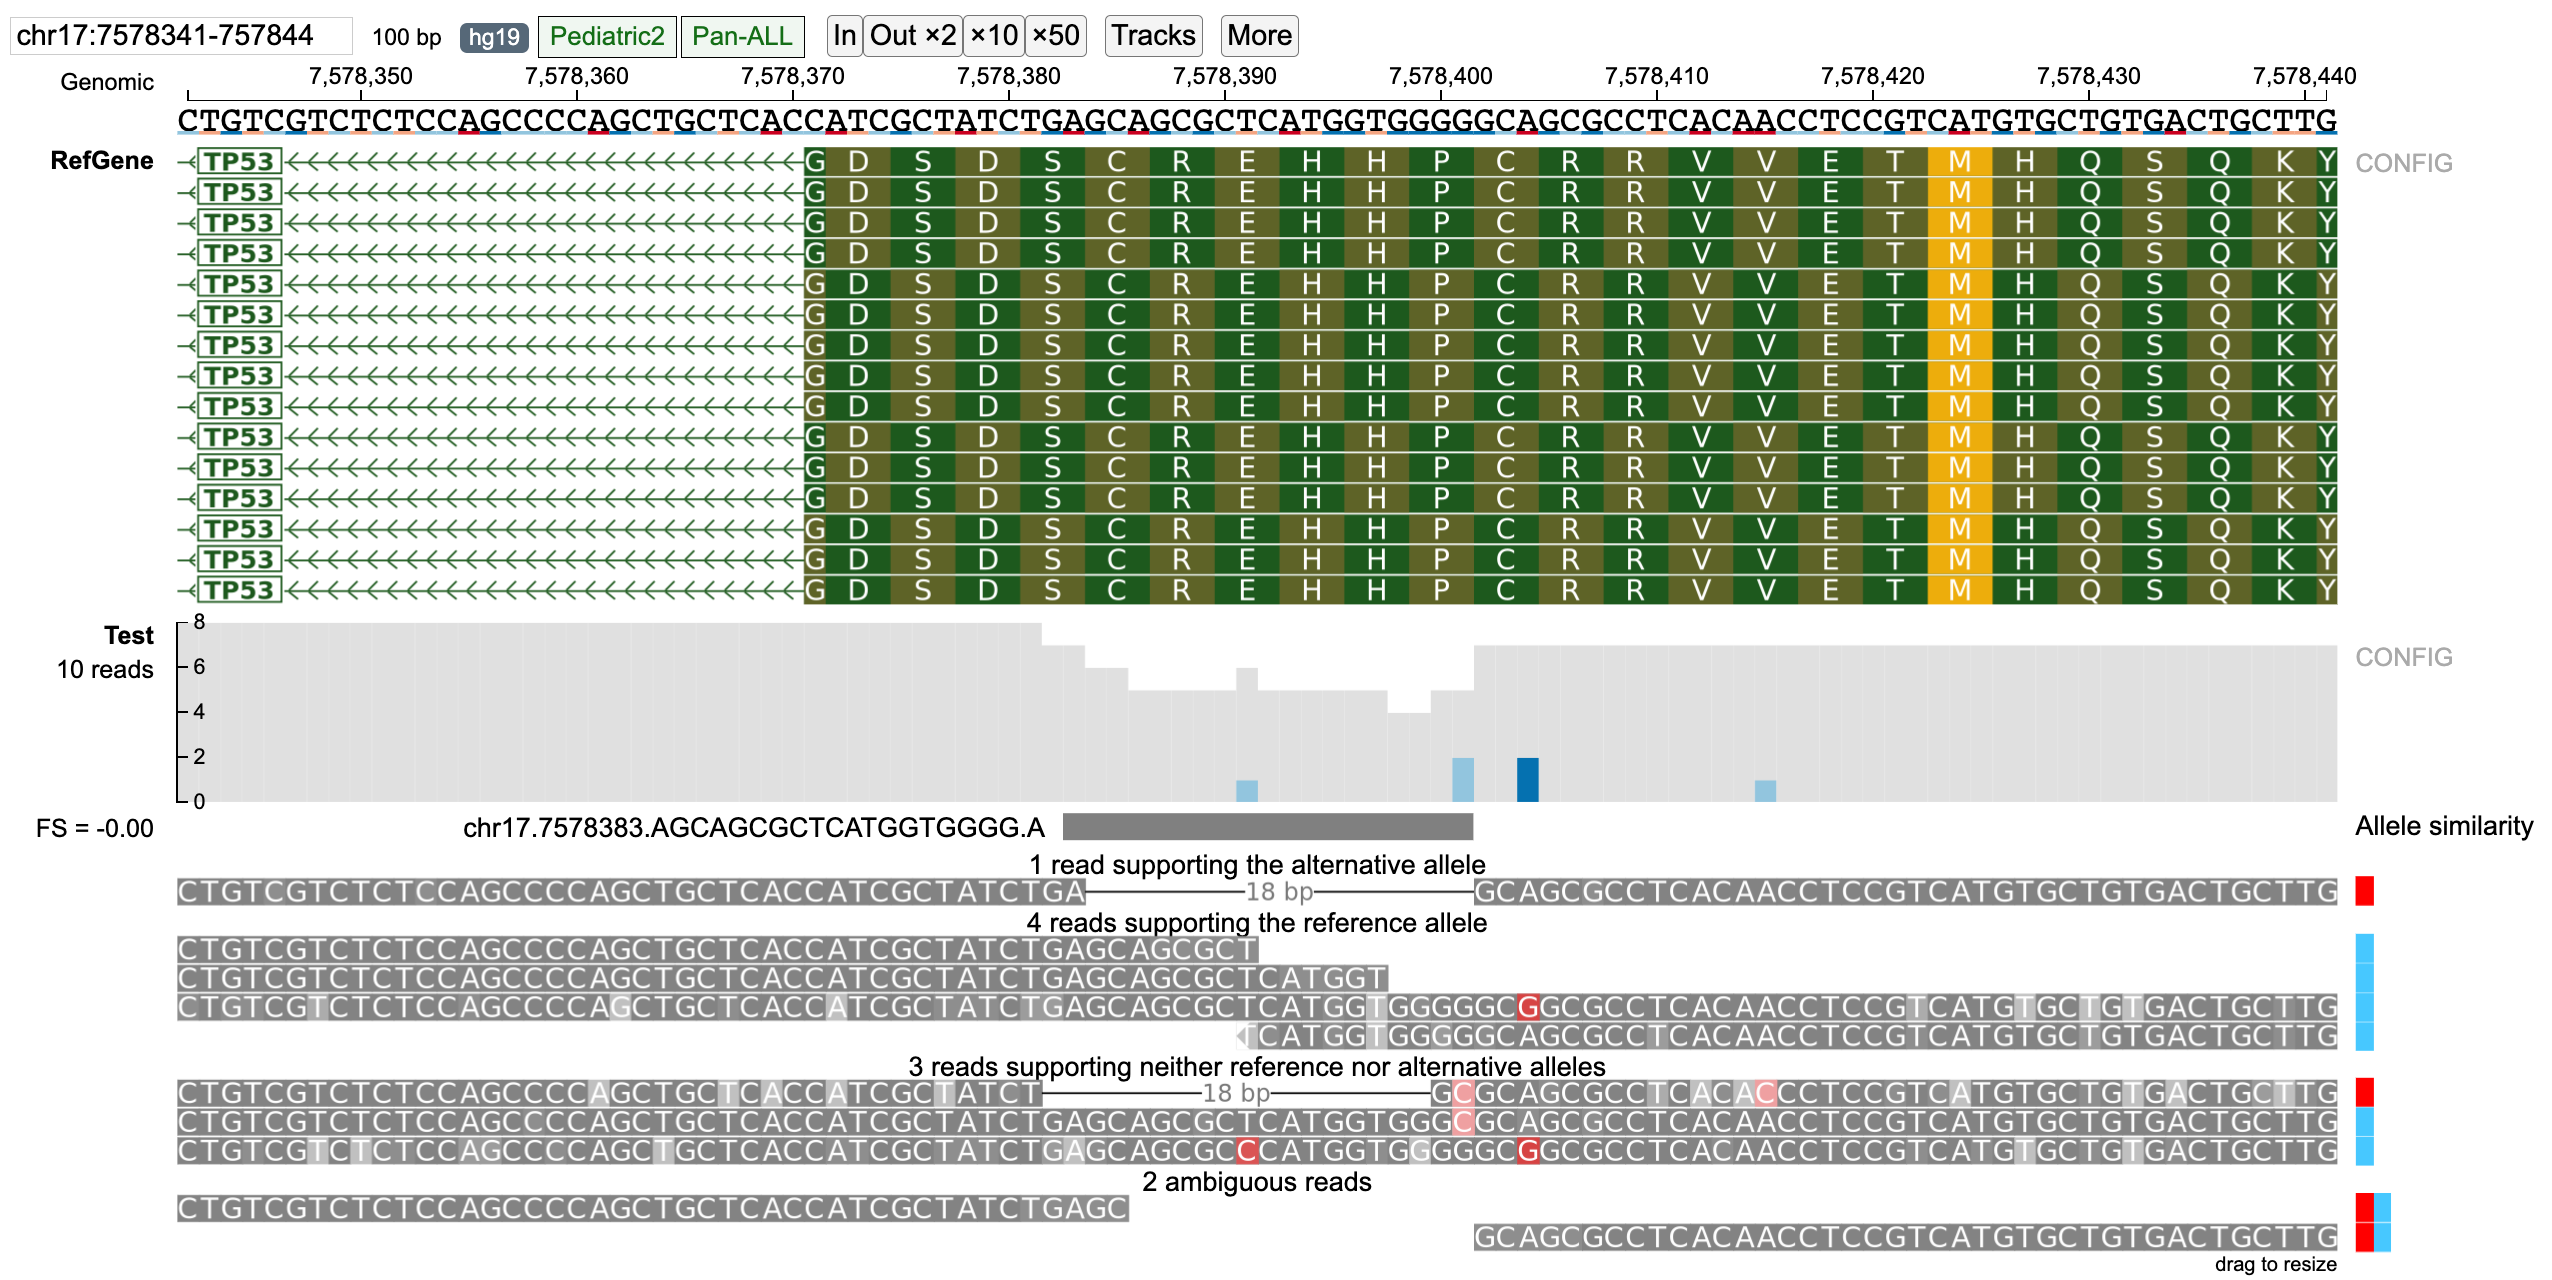 chr17:7578341-757844 100 bp hg19 Pediatric2 Pan-ALL In Out ×2 ×10 ×50 Tracks More
Genomic 7,578,350 7,578,360 7,578,370 7,578,380 7,578,390 7,578,400 7,578,410 7,578,420 7,578,430 7,578,440
CTGTCGTCTCTCCAGCCCCAGCTGCTCACCATCGCTATCTGAGCAGCGCTCATGGTGGGGGCAGCGCCTCACAACCTCCGTCATGTGCTGTGACTGCTTG
RefGene TP53 G D S D S C R E H H P C R R V V E T M H Q S Q K Y CONFIG
TP53 G D S D S C R E H H P C R R V V E T M H Q S Q K Y
TP53 G D S D S C R E H H P C R R V V E T M H Q S Q K Y
TP53 G D S D S C R E H H P C R R V V E T M H Q S Q K Y
TP53 G D S D S C R E H H P C R R V V E T M H Q S Q K Y
TP53 G D S D S C R E H H P C R R V V E T M H Q S Q K Y
TP53 G D S D S C R E H H P C R R V V E T M H Q S Q K Y
TP53 G D S D S C R E H H P C R R V V E T M H Q S Q K Y
TP53 G D S D S C R E H H P C R R V V E T M H Q S Q K Y
TP53 G D S D S C R E H H P C R R V V E T M H Q S Q K Y
TP53 G D S D S C R E H H P C R R V V E T M H Q S Q K Y
TP53 G D S D S C R E H H P C R R V V E T M H Q S Q K Y
TP53 G D S D S C R E H H P C R R V V E T M H Q S Q K Y
TP53 G D S D S C R E H H P C R R V V E T M H Q S Q K Y
TP53 G D S D S C R E H H P C R R V V E T M H Q S Q K Y
8
Test
CONFIG
10 reads 6
4
2
0
FS = -0.00 chr17.7578383.AGCAGCGCTCATGGTGGGG.A Allele similarity
1 read supporting the alternative allele
CTGTCGTCTCTCCAGCCCCAGCTGCTCACCATCGCTATCTGA 18 bp GCAGCGCCTCACAACCTCCGTCATGTGCTGTGACTGCTTG
4 reads supporting the reference allele
CTGTCGTCTCTCCAGCCCCAGCTGCTCACCATCGCTATCTGAGCAGCGCT
CTGTCGTCTCTCCAGCCCCAGCTGCTCACCATCGCTATCTGAGCAGCGCTCATGGT
CTGTCGTCTCTCCAGCCCCAGCTGCTCACCATCGCTATCTGAGCAGCGCTCATGGTGGGGGCGGCGCCTCACAACCTCCGTCATGTGCTGTGACTGCTTG
TCATGGTGGGGGCAGCGCCTCACAACCTCCGTCATGTGCTGTGACTGCTTG
3 reads supporting neither reference nor alternative alleles
CTGTCGTCTCTCCAGCCCCAGCTGCTCACCATCGCTATCT 18 bp GCGCAGCGCCTCACACCCTCCGTCATGTGCTGTGACTGCTTG
CTGTCGTCTCTCCAGCCCCAGCTGCTCACCATCGCTATCTGAGCAGCGCTCATGGTGGGCGCAGCGCCTCACAACCTCCGTCATGTGCTGTGACTGCTTG
CTGTCGTCTCTCCAGCCCCAGCTGCTCACCATCGCTATCTGAGCAGCGCCCATGGTGGGGGCGGCGCCTCACAACCTCCGTCATGTGCTGTGACTGCTTG
2 ambiguous reads
CTGTCGTCTCTCCAGCCCCAGCTGCTCACCATCGCTATCTGAGC
GCAGCGCCTCACAACCTCCGTCATGTGCTGTGACTGCTTG
drag to resize